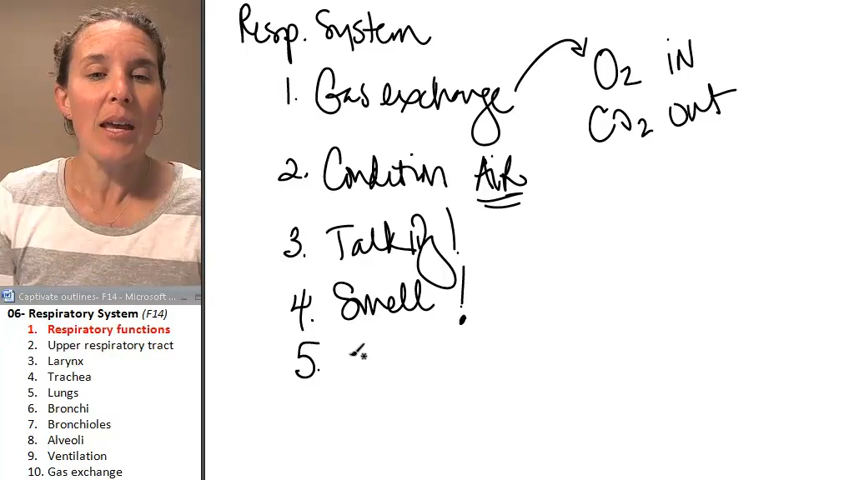 Resp. System
1. Gas exchange
O2 in
CO2 out
2. Condition AiR
3. Talking!
4. Smell!
5.
Captivate outlines- F14 - Microsoft ...
06- Respiratory System (F14)
1. Respiratory functions
2. Upper respiratory tract
3. Larynx
4. Trachea
5. Lungs
6. Bronchi
7. Bronchioles
8. Alveoli
9. Ventilation
10. Gas exchange